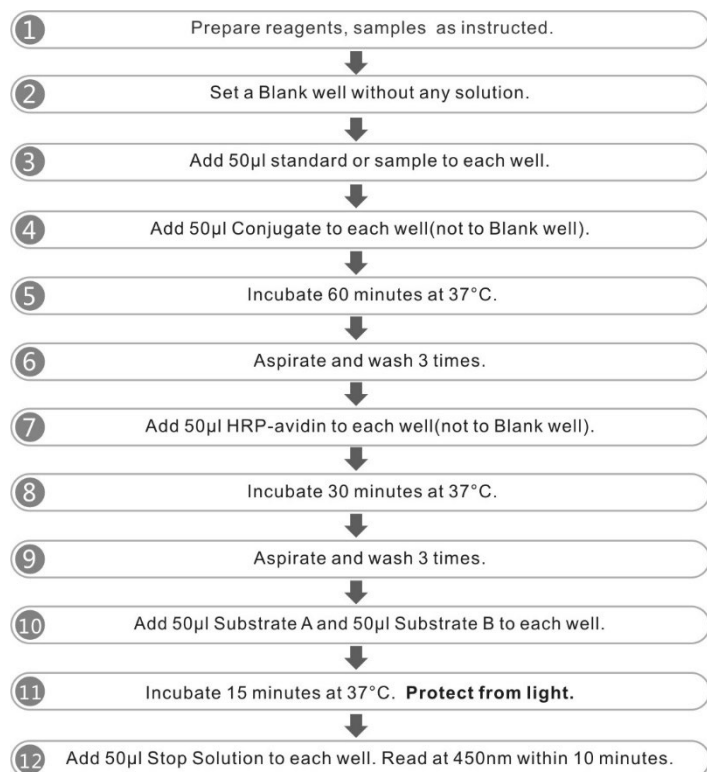 1 Prepare reagents, samples as instructed.
2 Set a Blank well without any solution.
3 Add 50μl standard or sample to each well.
4 Add 50μl Conjugate to each well(not to Blank well).
5 Incubate 60 minutes at 37°C.
6 Aspirate and wash 3 times.
7 Add 50μl HRP-avidin to each well(not to Blank well).
8 Incubate 30 minutes at 37°C.
9 Aspirate and wash 3 times.
10 Add 50μl Substrate A and 50μl Substrate B to each well.
11 Incubate 15 minutes at 37°C. Protect from light.
12 Add 50μl Stop Solution to each well. Read at 450nm within 10 minutes.